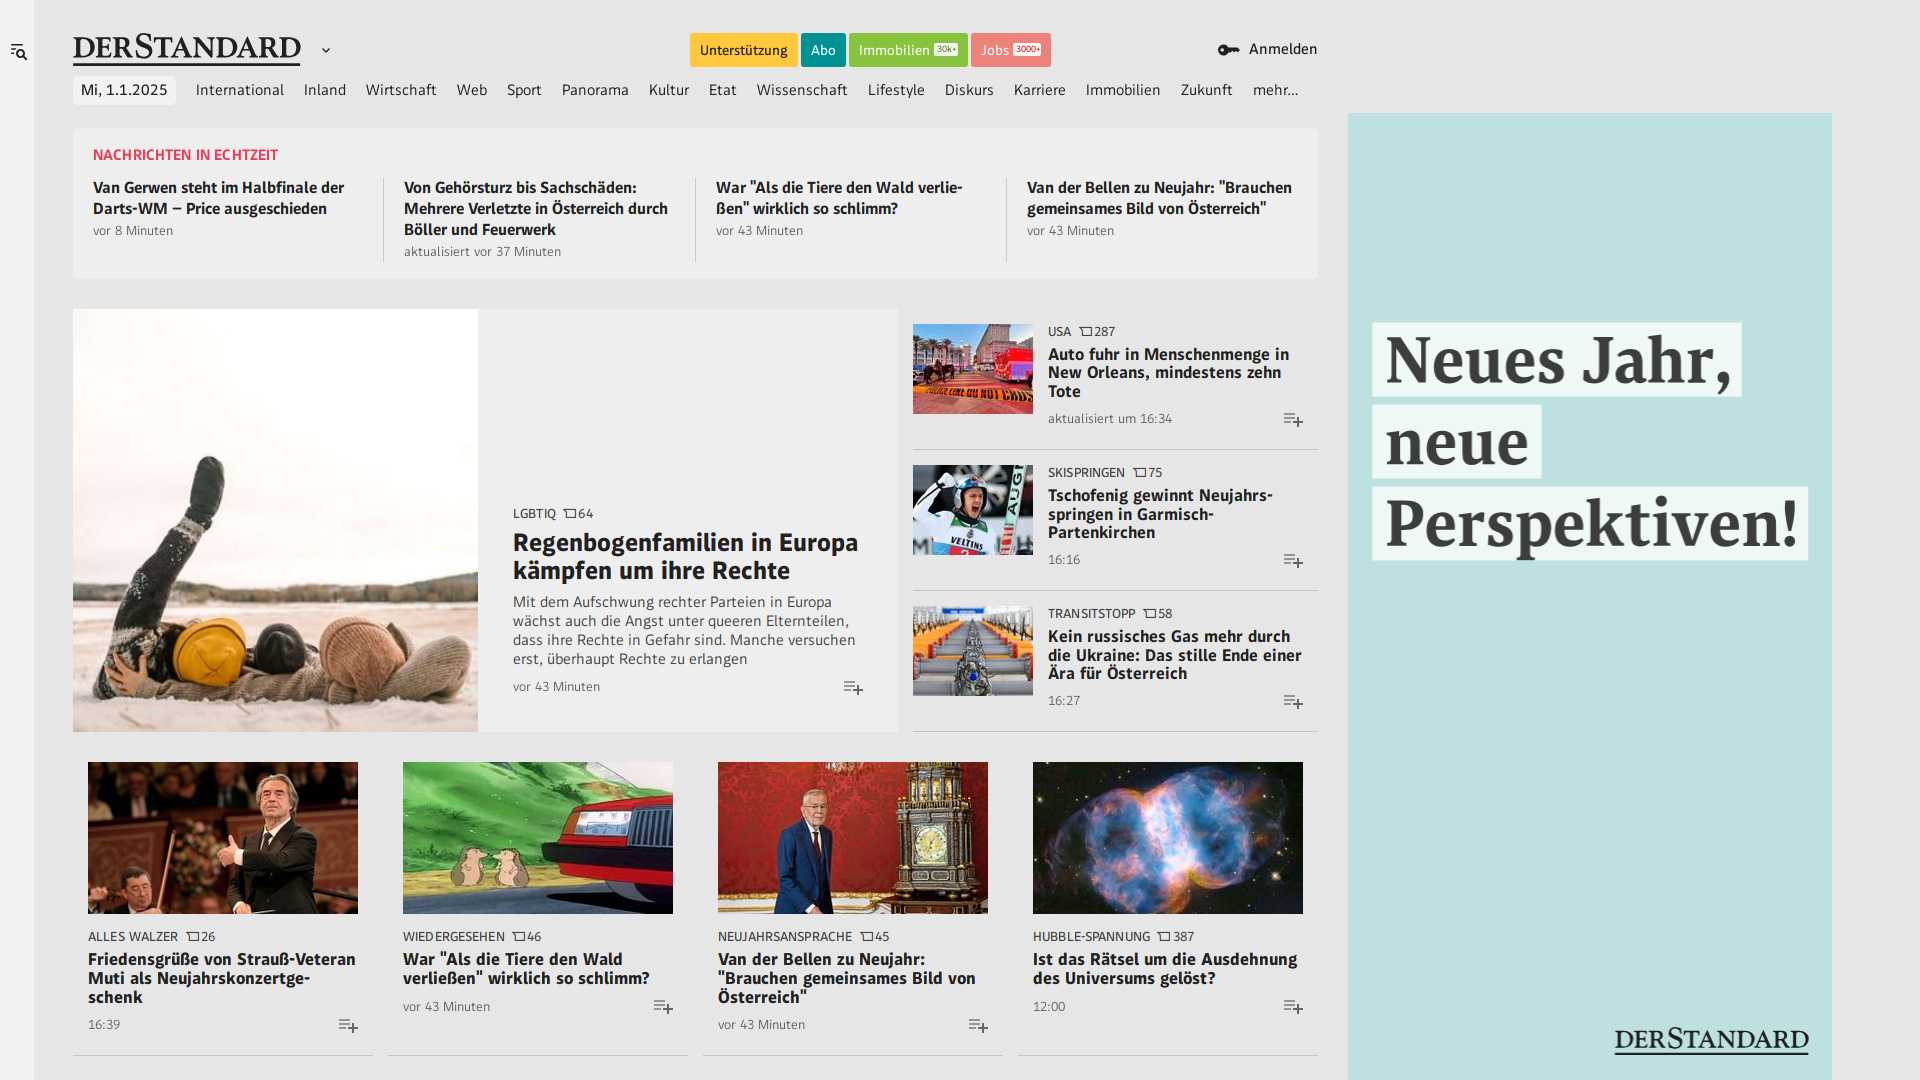 DERSTANDARD
Unterstützung
Abo
Immobilien 30k+
Jobs 3000+
Anmelden
Mi, 1.1.2025
International
Inland
Wirtschaft
Web
Sport
Panorama
Kultur
Etat
Wissenschaft
Lifestyle
Diskurs
Karriere
Immobilien
Zukunft
mehr…
NACHRICHTEN IN ECHTZEIT
Van Gerwen steht im Halbfinale der
Darts-WM – Price ausgeschieden
vor 8 Minuten
Von Gehörsturz bis Sachschäden:
Mehrere Verletzte in Österreich durch
Böller und Feuerwerk
aktualisiert vor 37 Minuten
War "Als die Tiere den Wald verlie-
ßen" wirklich so schlimm?
vor 43 Minuten
Van der Bellen zu Neujahr: "Brauchen
gemeinsames Bild von Österreich"
vor 43 Minuten
LGBTIQ 64
Regenbogenfamilien in Europa
kämpfen um ihre Rechte
Mit dem Aufschwung rechter Parteien in Europa
wächst auch die Angst unter queeren Elternteilen,
dass ihre Rechte in Gefahr sind. Manche versuchen
erst, überhaupt Rechte zu erlangen
vor 43 Minuten
USA 287
Auto fuhr in Menschenmenge in
New Orleans, mindestens zehn
Tote
aktualisiert um 16:34
SKISPRINGEN 75
Tschofenig gewinnt Neujahrs-
springen in Garmisch-
Partenkirchen
16:16
VELTINS
TRANSITSTOPP 58
Kein russisches Gas mehr durch
die Ukraine: Das stille Ende einer
Ära für Österreich
16:27
ALLES WALZER 26
Friedensgrüße von Strauß-Veteran
Muti als Neujahrskonzertge-
schenk
16:39
WIEDERGESEHEN 46
War "Als die Tiere den Wald
verließen" wirklich so schlimm?
vor 43 Minuten
NEUJAHRSANSPRACHE 45
Van der Bellen zu Neujahr:
"Brauchen gemeinsames Bild von
Österreich"
vor 43 Minuten
HUBBLE-SPANNUNG 387
Ist das Rätsel um die Ausdehnung
des Universums gelöst?
12:00
Neues Jahr,
neue
Perspektiven!
DERSTANDARD